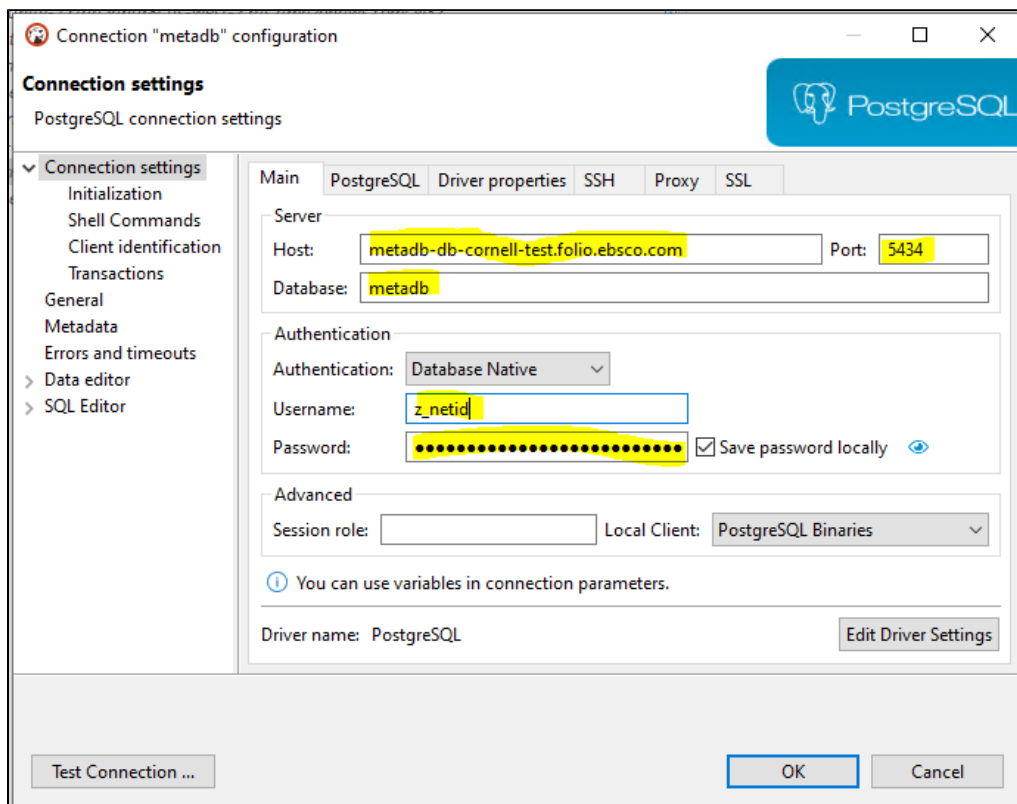 Connection "metadb" configuration
Connection settings
PostgreSQL connection settings
PostgreSQL
Connection settings
Initialization
Shell Commands
Client identification
Transactions
General
Metadata
Errors and timeouts
Data editor
SQL Editor
Main PostgreSQL Driver properties SSH Proxy SSL
Server
Host: metadb-db-cornell-test.folio.ebsco.com Port: 5434
Database: metadb
Authentication
Authentication: Database Native
Username: z_netid
Password: ●●●●●●●●●●●●●●●●●●●●●●●●●● Save password locally
Advanced
Session role: Local Client: PostgreSQL Binaries
You can use variables in connection parameters.
Driver name: PostgreSQL Edit Driver Settings
Test Connection ... OK Cancel